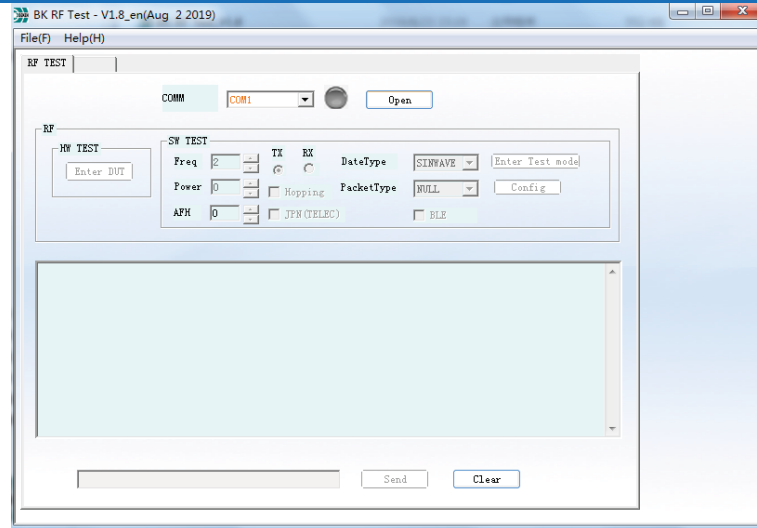 BK RF Test - V1.8_en(Aug 2 2019)
File(F) Help(H)
RF TEST
COMM COM1 Open
RF
HW TEST
Enter DUT
SW TEST
Freq 2 TX RX DateType SINWAVE Enter Test mode
Power 0 Hopping PacketType NULL Config
AFH 0 JPN(TELEC) BLE
Send Clear